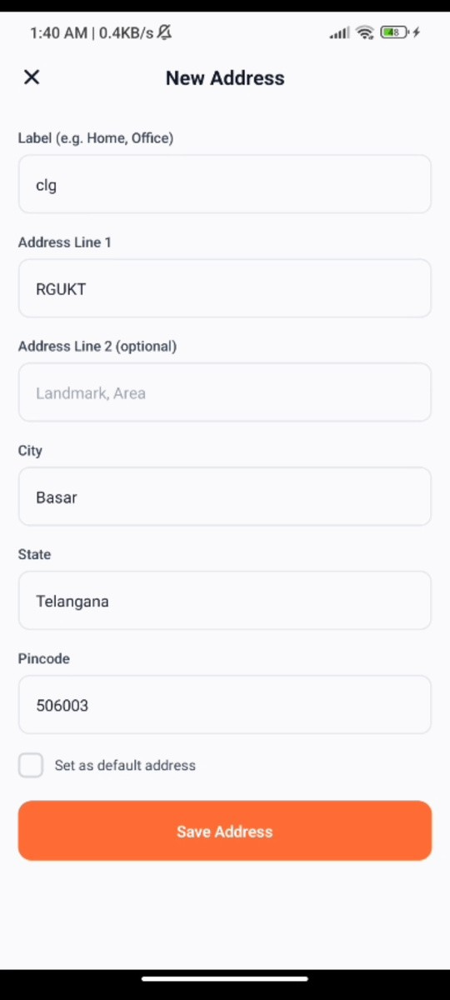 1:40 AM | 0.4KB/s
48
New Address
Label (e.g. Home, Office)
clg
Address Line 1
RGUKT
Address Line 2 (optional)
Landmark, Area
City
Basar
State
Telangana
Pincode
506003
Set as default address
Save Address